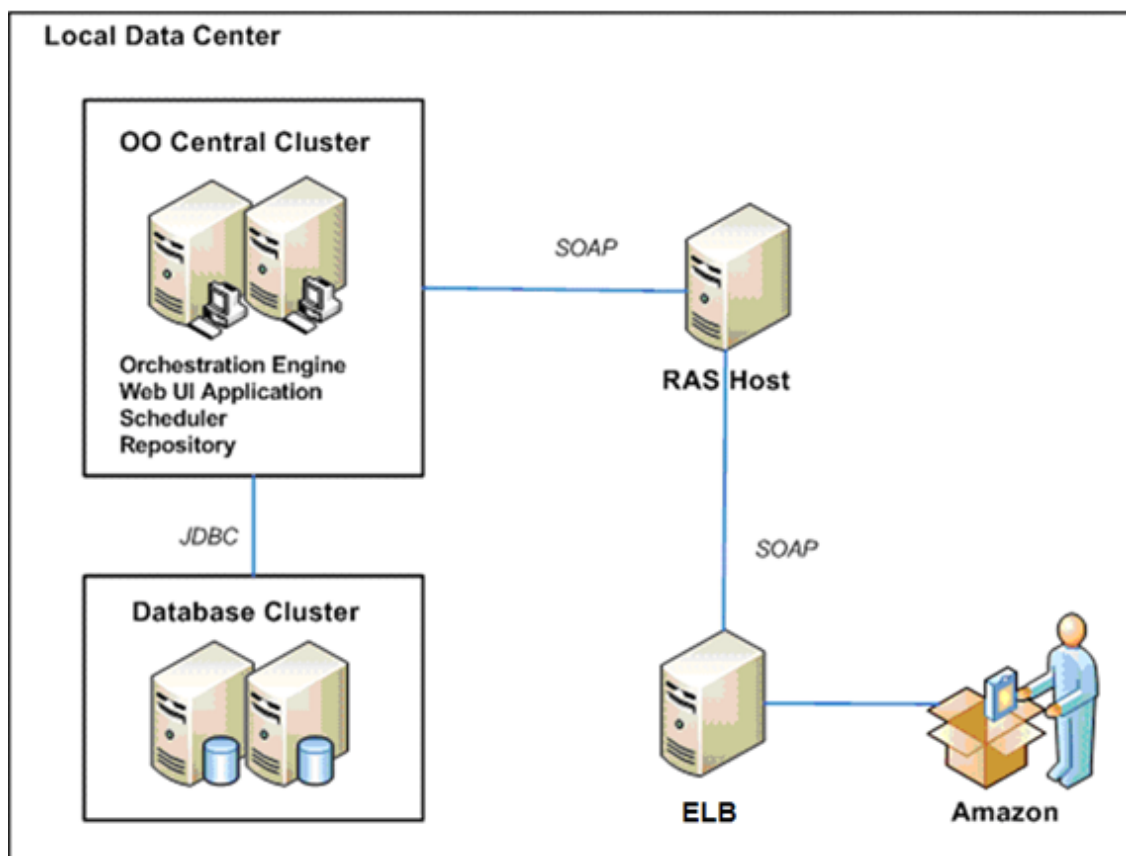 Local Data Center
OO Central Cluster
SOAP
Orchestration Engine
Web UI Application
Scheduler
Repository
RAS Host
JDBC
SOAP
Database Cluster
ELB
Amazon